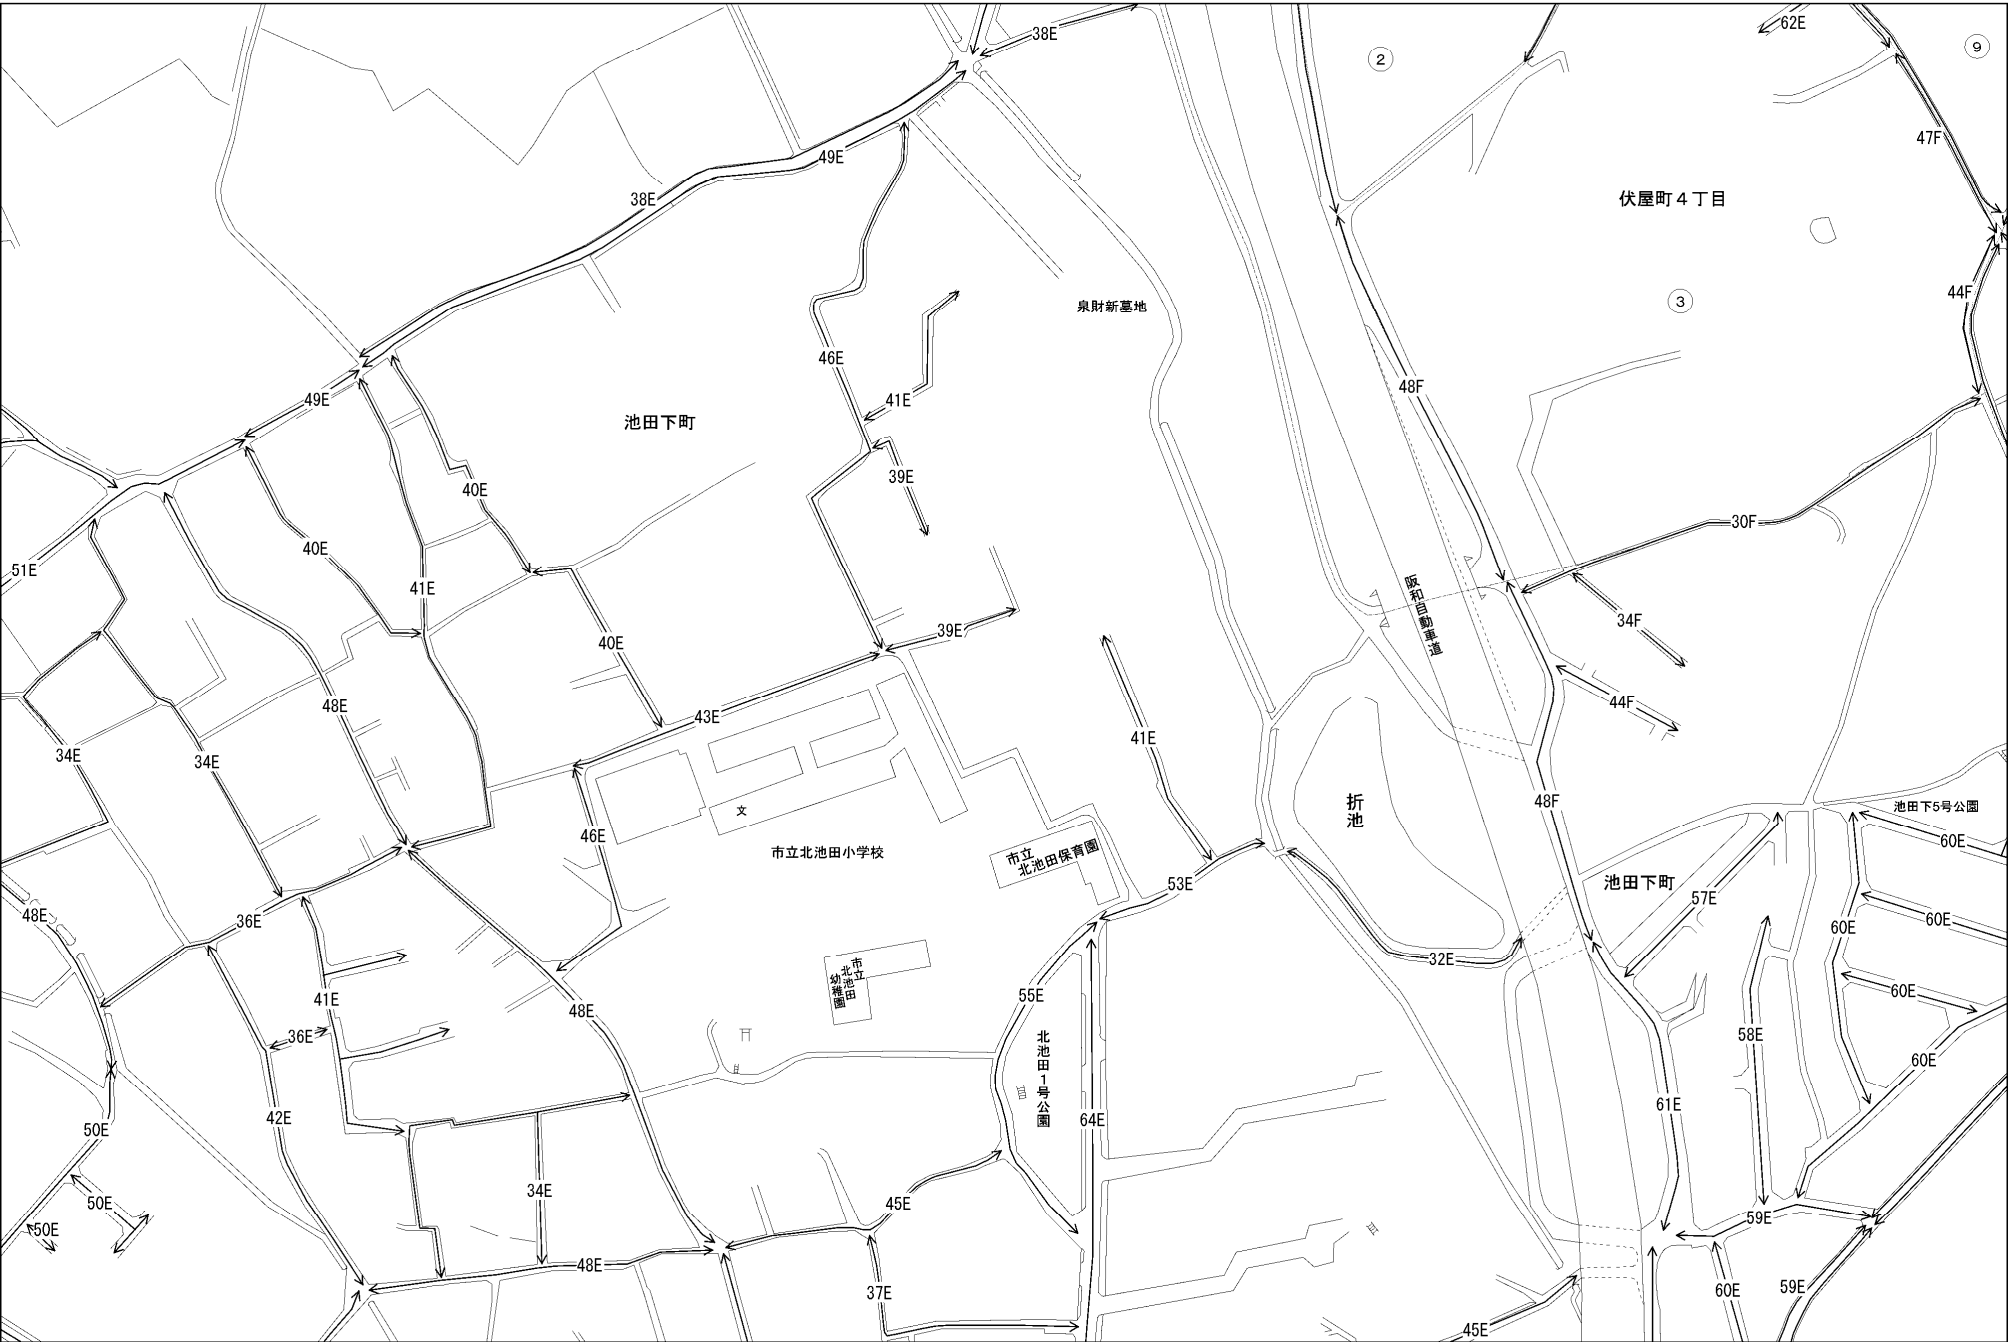 38E
②
62E
⑨
47F
49E
38E
伏屋町４丁目
44F
③
泉財新墓地
46E
48F
49E
41E
池田下町
39E
40E
30F
40E
51E
41E
阪和自動車道
34F
39E
40E
44F
48E
43E
41E
34E
34E
折池
48F
池田下5号公園
文
46E
60E
市立北池田小学校
市立
北池田保育園
53E
池田下町
57E
48E
36E
60E
60E
32E
市立
北池田
幼稚園
55E
60E
41E
48E
58E
36E
北池田１号公園
60E
61E
42E
64E
50E
34E
50E
45E
59E
50E
48E
37E
60E
59E
45E